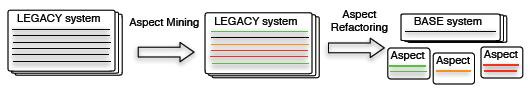 LEGACY system
Aspect Mining
LEGACY system
Aspect
Refactoring
BASE system
Aspect
Aspect
Aspect